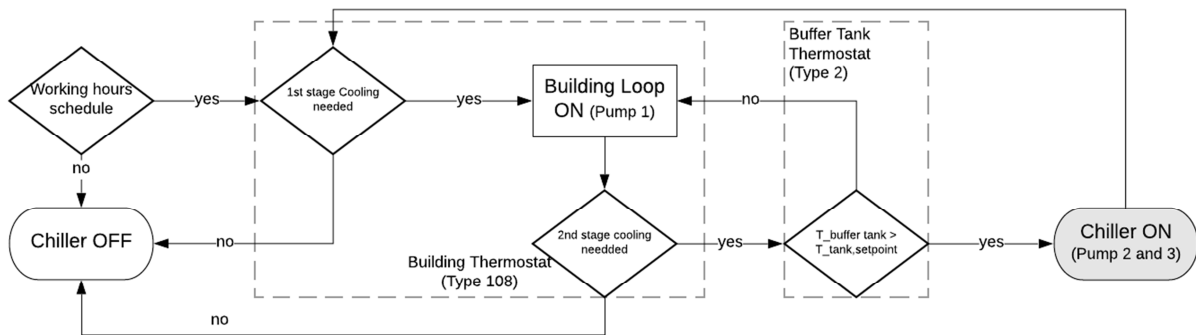 Working hours
schedule
yes
no
Chiller OFF
1st stage Cooling
needed
yes
no
Building Loop
ON (Pump 1)
2nd stage cooling
neededded
Building Thermostat
(Type 108)
no
yes
Buffer Tank
Thermostat
(Type 2)
no
T_buffer tank >
T_tank,setpoint
yes
Chiller ON
(Pump 2 and 3)